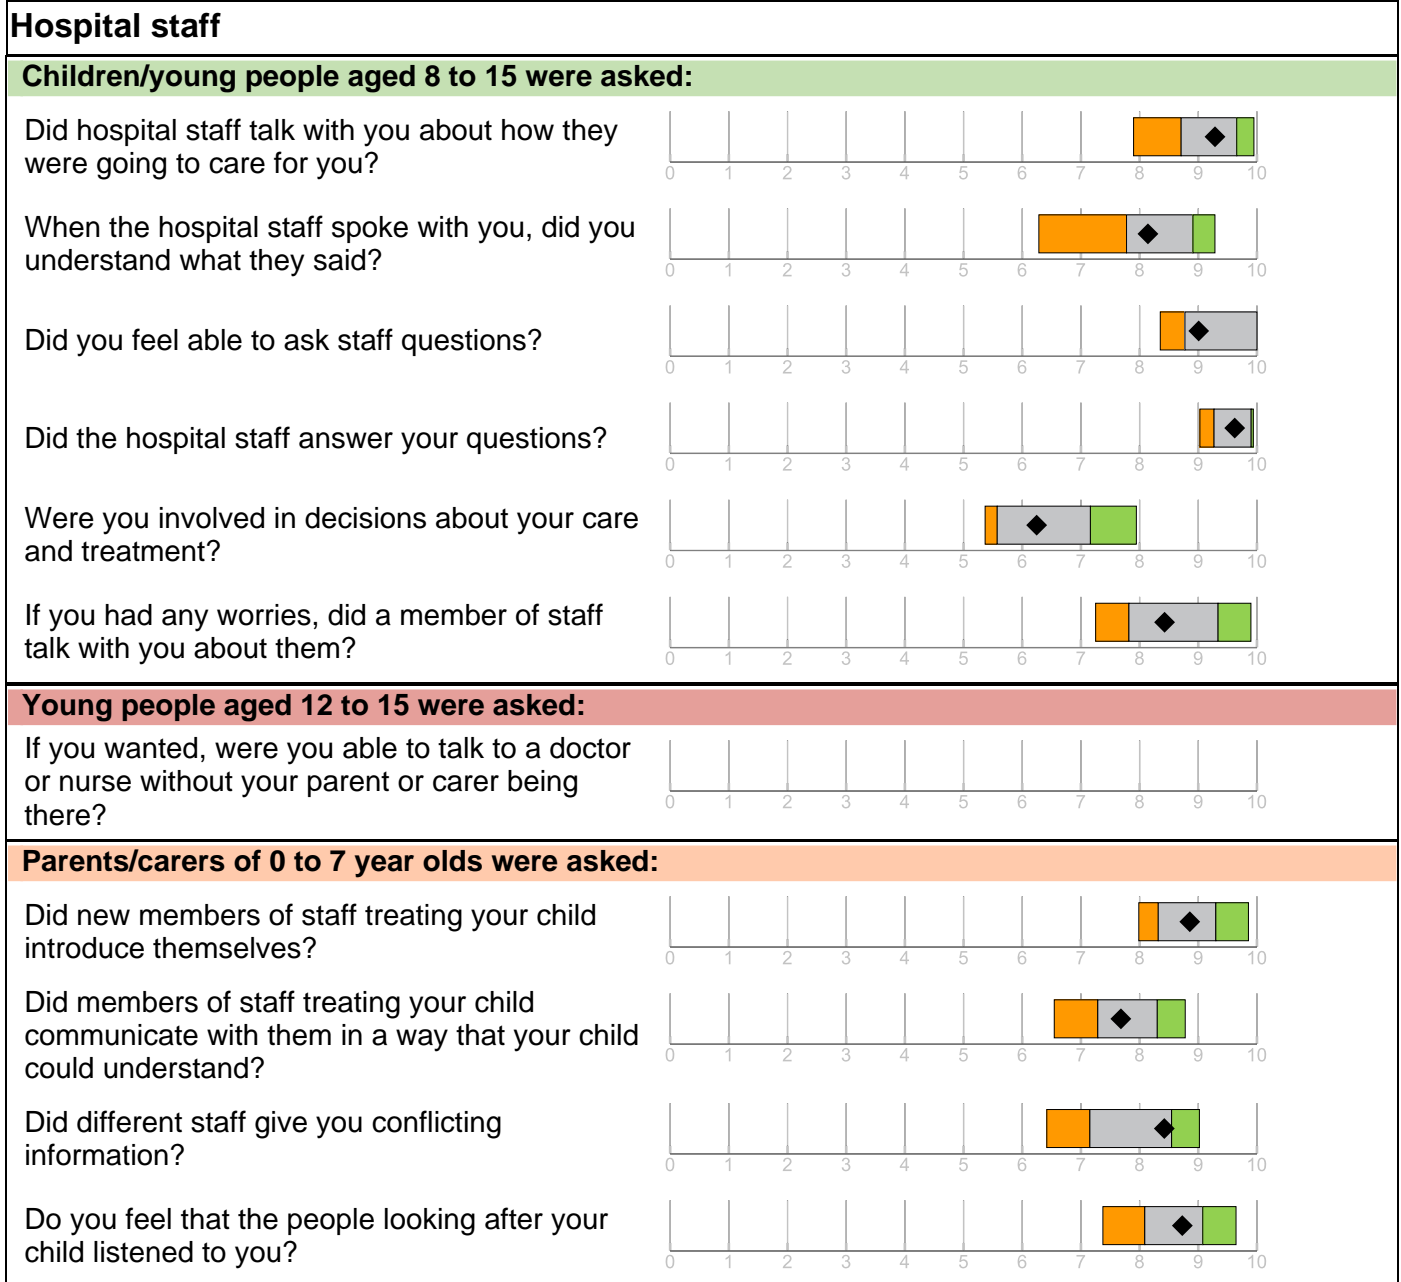 Hospital staff
Children/young people aged 8 to 15 were asked:
Did hospital staff talk with you about how they
were going to care for you?
0 1 2 3 4 5 6 7 8 9 10
When the hospital staff spoke with you, did you
understand what they said?
0 1 2 3 4 5 6 7 8 9 10
Did you feel able to ask staff questions?
0 1 2 3 4 5 6 7 8 9 10
Did the hospital staff answer your questions?
0 1 2 3 4 5 6 7 8 9 10
Were you involved in decisions about your care
and treatment?
0 1 2 3 4 5 6 7 8 9 10
If you had any worries, did a member of staff
talk with you about them?
0 1 2 3 4 5 6 7 8 9 10
Young people aged 12 to 15 were asked:
If you wanted, were you able to talk to a doctor
or nurse without your parent or carer being
there?
0 1 2 3 4 5 6 7 8 9 10
Parents/carers of 0 to 7 year olds were asked:
Did new members of staff treating your child
introduce themselves?
0 1 2 3 4 5 6 7 8 9 10
Did members of staff treating your child
communicate with them in a way that your child
could understand?
0 1 2 3 4 5 6 7 8 9 10
Did different staff give you conflicting
information?
0 1 2 3 4 5 6 7 8 9 10
Do you feel that the people looking after your
child listened to you?
0 1 2 3 4 5 6 7 8 9 10